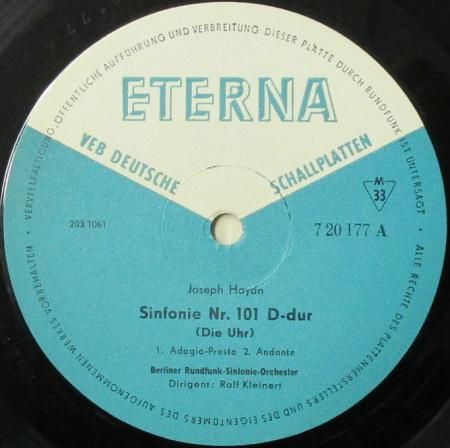 VERVIELFÄLTIGUNG, ÖFFENTLICHE AUFFÜHRUNG UND VERBREITUNG DIESER PLATTE DURCH RUNDFUNK IST UNTERSAGT · ALLE RECHTE DES PLATTENHERSTELLERS UND DES EIGENTÜMERS DES AUFGENOMMENEN WERKES VORBEHALTEN ·
ETERNA
VEB DEUTSCHE SCHALLPLATTEN
M
33
203.1061
7 20 177 A
Joseph Haydn
Sinfonie Nr. 101 D-dur
(Die Uhr)
1. Adagio-Presto 2. Andante
Berliner Rundfunk-Sinfonie-Orchester
Dirigent: Rolf Kleinert